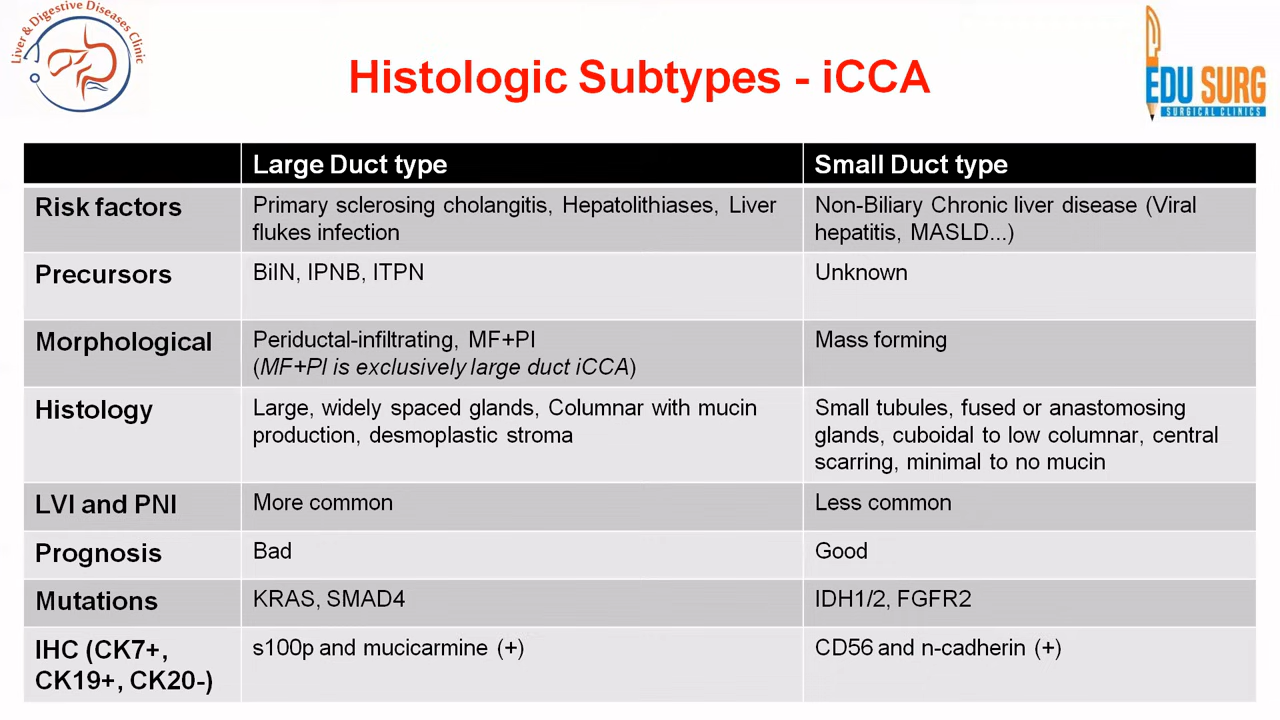 Liver & Digestive Diseases Clinic
EDU SURG
SURGICAL CLINICS
Histologic Subtypes - iCCA
Large Duct type
Small Duct type
Risk factors
Primary sclerosing cholangitis, Hepatolithiases, Liver
flukes infection
Non-Biliary Chronic liver disease (Viral
hepatitis, MASLD...)
Precursors
BilIN, IPNB, ITPN
Unknown
Morphological
Periductal-infiltrating, MF+PI
(MF+PI is exclusively large duct iCCA)
Mass forming
Histology
Large, widely spaced glands, Columnar with mucin
production, desmoplastic stroma
Small tubules, fused or anastomosing
glands, cuboidal to low columnar, central
scarring, minimal to no mucin
LVI and PNI
More common
Less common
Prognosis
Bad
Good
Mutations
KRAS, SMAD4
IDH1/2, FGFR2
IHC (CK7+,
CK19+, CK20-)
s100p and mucicarmine (+)
CD56 and n-cadherin (+)